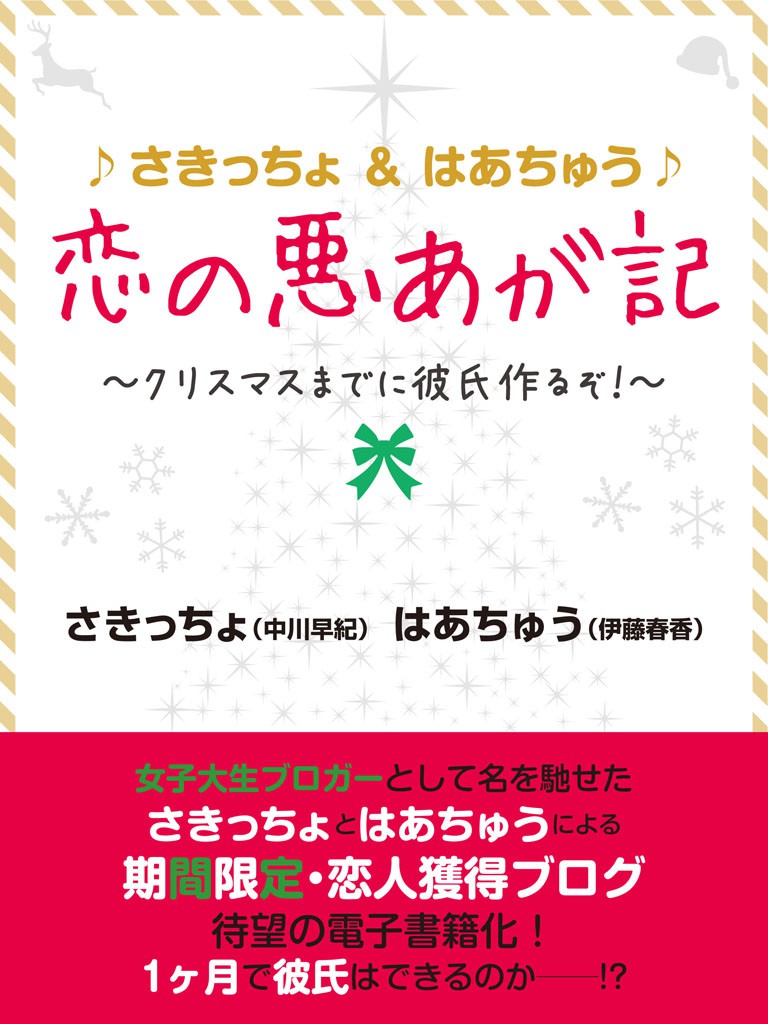 ♪さきっちょ & はあちゅう♪
恋の悪あが記
〜クリスマスまでに彼氏作るぞ!〜
さきっちょ(中川早紀) はあちゅう(伊藤春香)
女子大生ブロガーとして名を馳せた
さきっちょとはあちゅうによる
期間限定・恋人獲得ブログ
待望の電子書籍化!
1ヶ月で彼氏はできるのか──!?